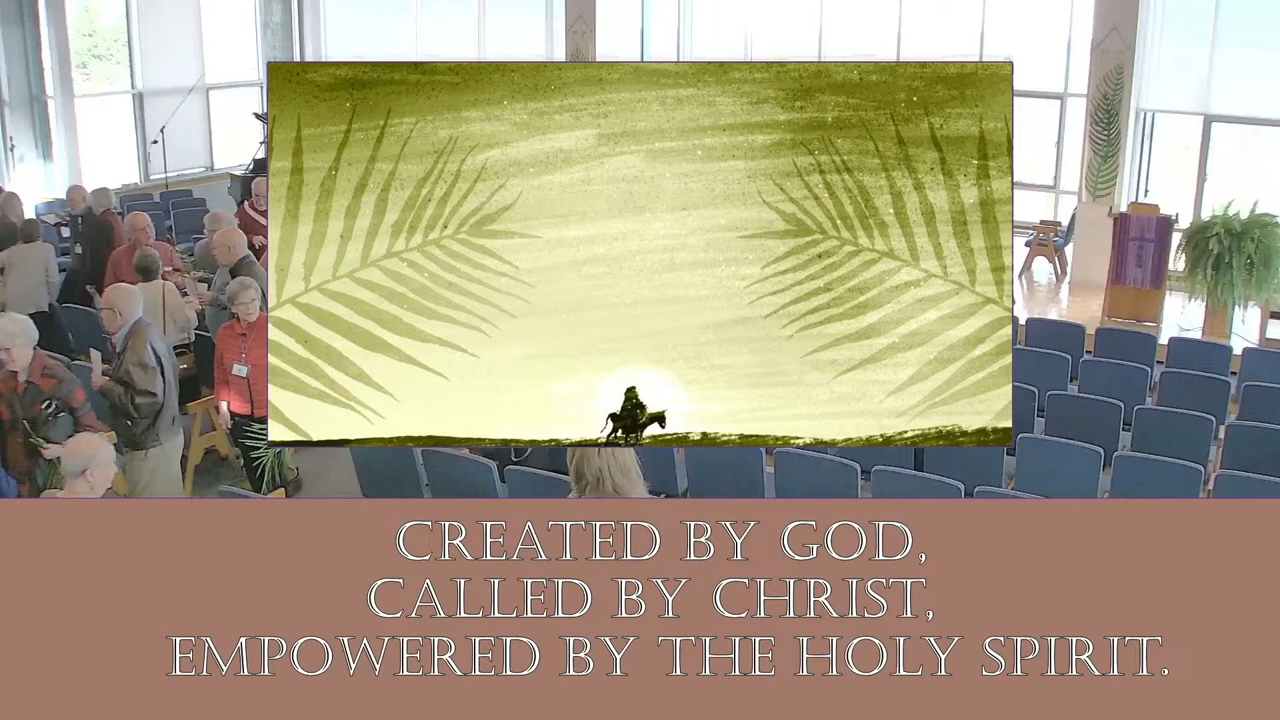 CREATED BY GOD,
CALLED BY CHRIST,
EMPOWERED BY THE HOLY SPIRIT.